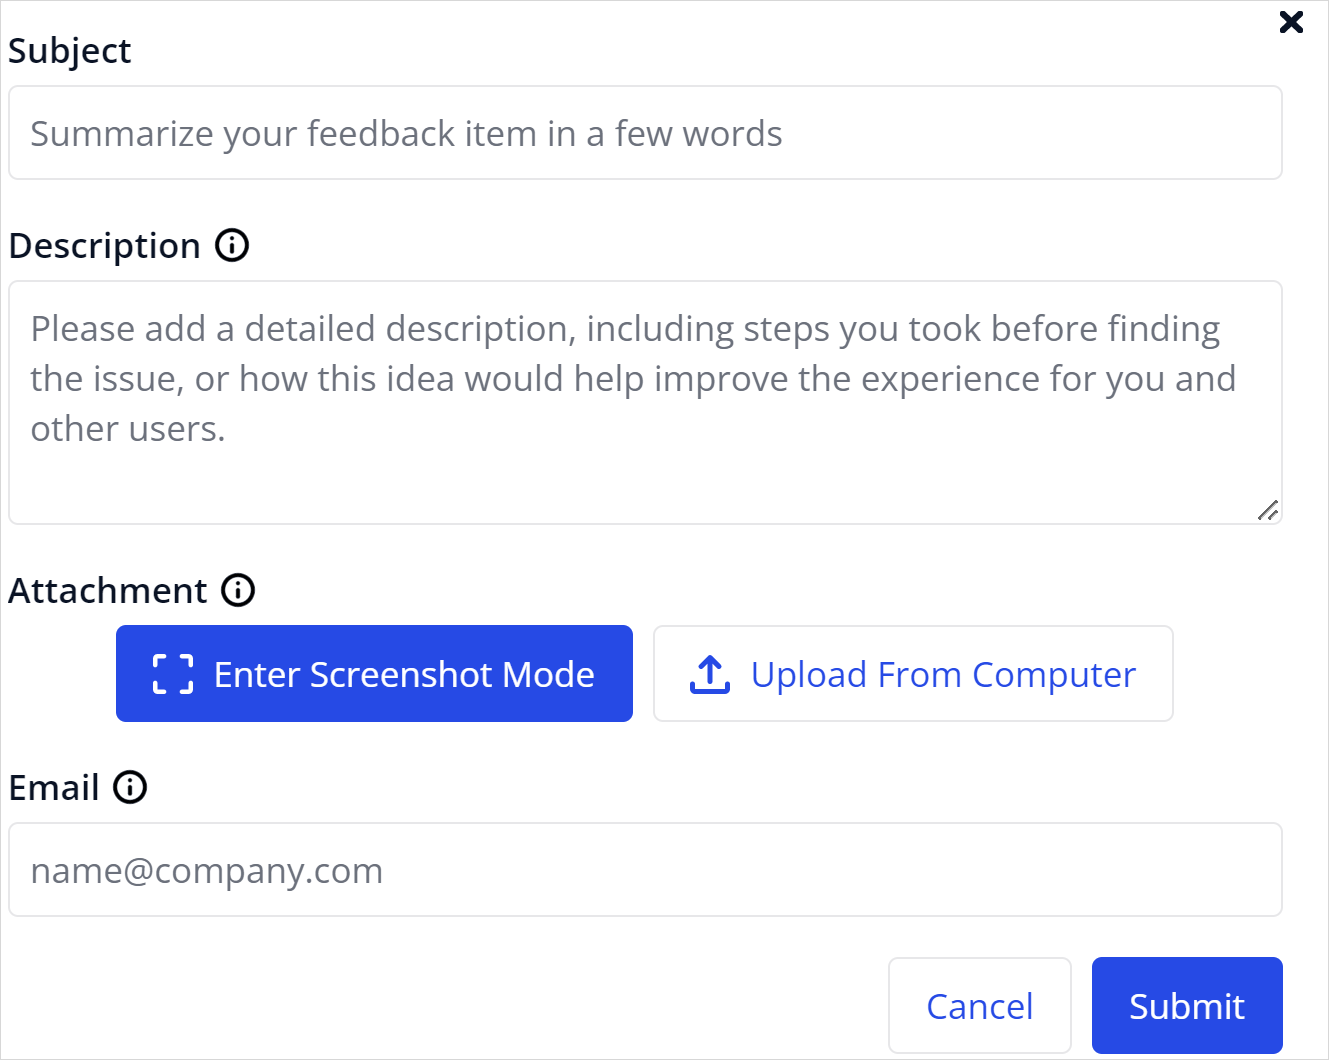 Subject
Summarize your feedback item in a few words
Description
Please add a detailed description, including steps you took before finding
the issue, or how this idea would help improve the experience for you and
other users.
Attachment
Enter Screenshot Mode
Upload From Computer
Email
name@company.com
Cancel
Submit